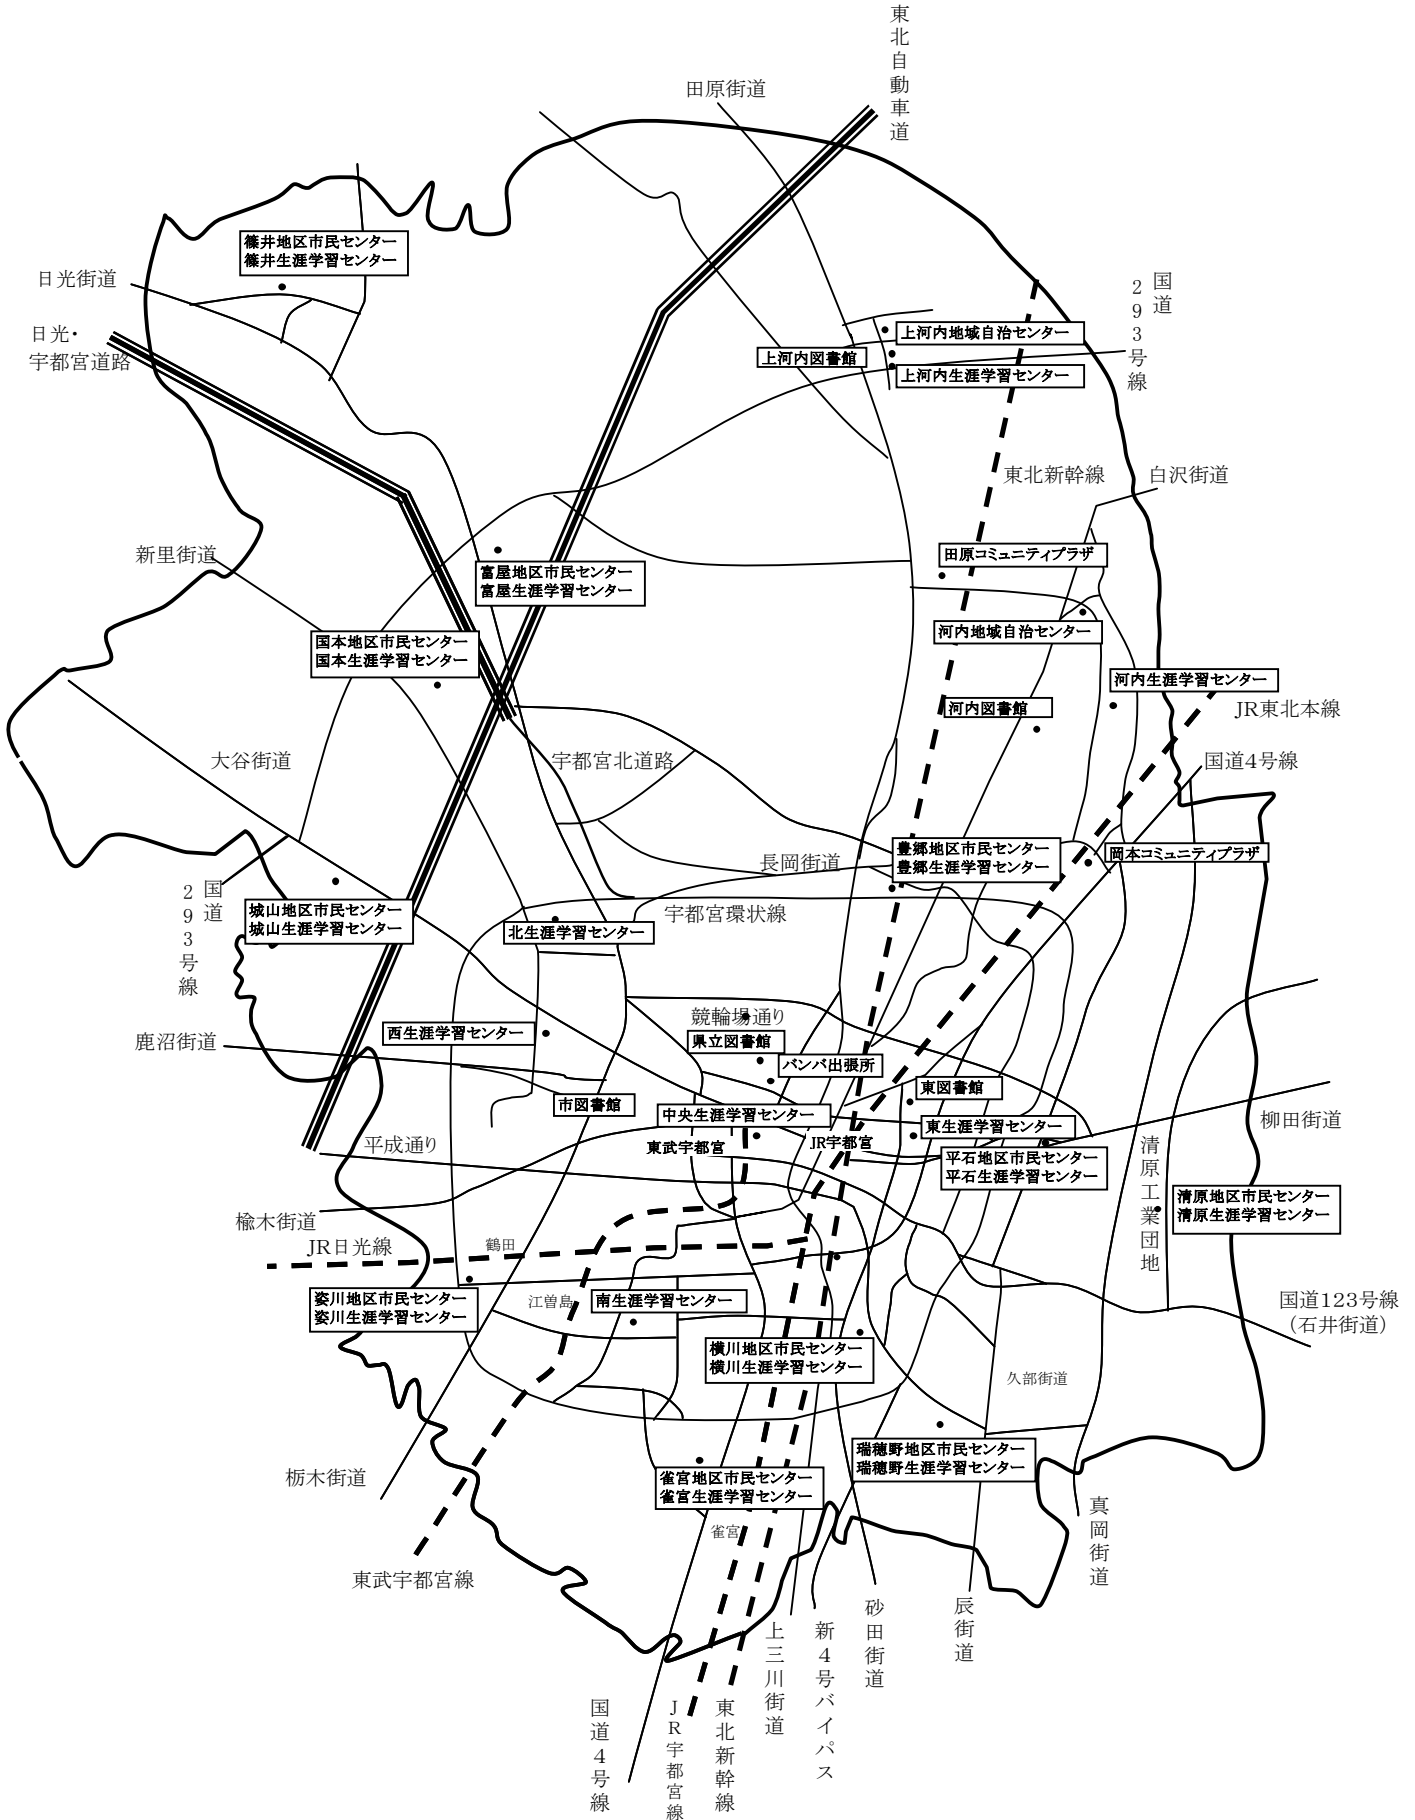 東北自動車道
田原街道
篠井地区市民センター
篠井生涯学習センター
日光街道
日光・
宇都宮道路
国道
293号線
上河内地域自治センター
上河内図書館
上河内生涯学習センター
東北新幹線
白沢街道
新里街道
田原コミュニティプラザ
富屋地区市民センター
富屋生涯学習センター
河内地域自治センター
国本地区市民センター
国本生涯学習センター
河内生涯学習センター
河内図書館
JR東北本線
大谷街道
宇都宮北道路
国道4号線
長岡街道
豊郷地区市民センター
豊郷生涯学習センター
岡本コミュニティプラザ
国道
293号線
城山地区市民センター
城山生涯学習センター
宇都宮環状線
北生涯学習センター
競輪場通り
西生涯学習センター
県立図書館
鹿沼街道
バンバ出張所
東図書館
市図書館
中央生涯学習センター
東生涯学習センター
柳田街道
平成通り
東武宇都宮
JR宇都宮
平石地区市民センター
平石生涯学習センター
清原工業団地
清原地区市民センター
清原生涯学習センター
楡木街道
JR日光線
鶴田
姿川地区市民センター
姿川生涯学習センター
江曽島
南生涯学習センター
国道123号線
(石井街道)
横川地区市民センター
横川生涯学習センター
久部街道
瑞穂野地区市民センター
瑞穂野生涯学習センター
栃木街道
雀宮地区市民センター
雀宮生涯学習センター
雀宮
真岡街道
東武宇都宮線
砂田街道
辰街道
上三川街道
新4号バイパス
国道4号線
JR宇都宮線
東北新幹線